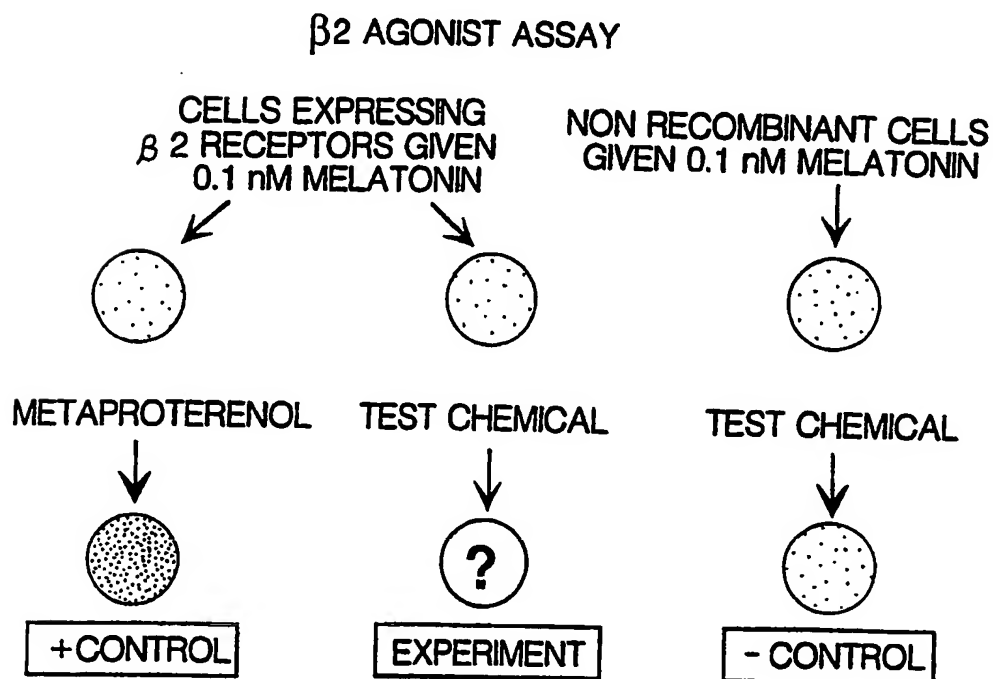 β2 AGONIST ASSAY
CELLS EXPRESSING
β 2 RECEPTORS GIVEN
0.1 nM MELATONIN
NON RECOMBINANT CELLS
GIVEN 0.1 nM MELATONIN
METAPROTERENOL
TEST CHEMICAL
TEST CHEMICAL
?
+CONTROL
EXPERIMENT
- CONTROL